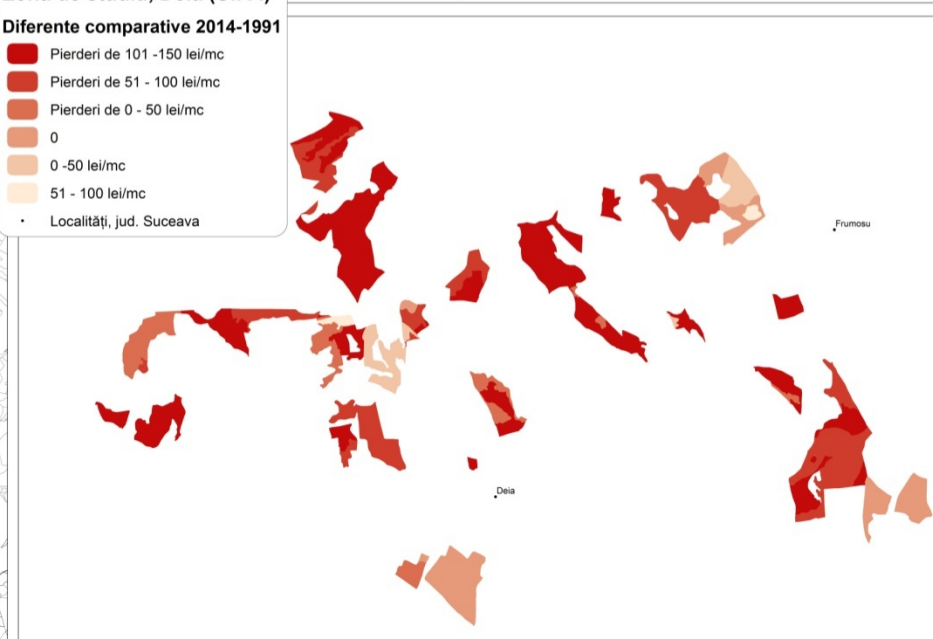 Diferente comparative 2014-1991
Pierderi de 101 -150 lei/mc
Pierderi de 51 - 100 lei/mc
Pierderi de 0 - 50 lei/mc
0
0 -50 lei/mc
51 - 100 lei/mc
Localități, jud. Suceava
Frumosu
Deia